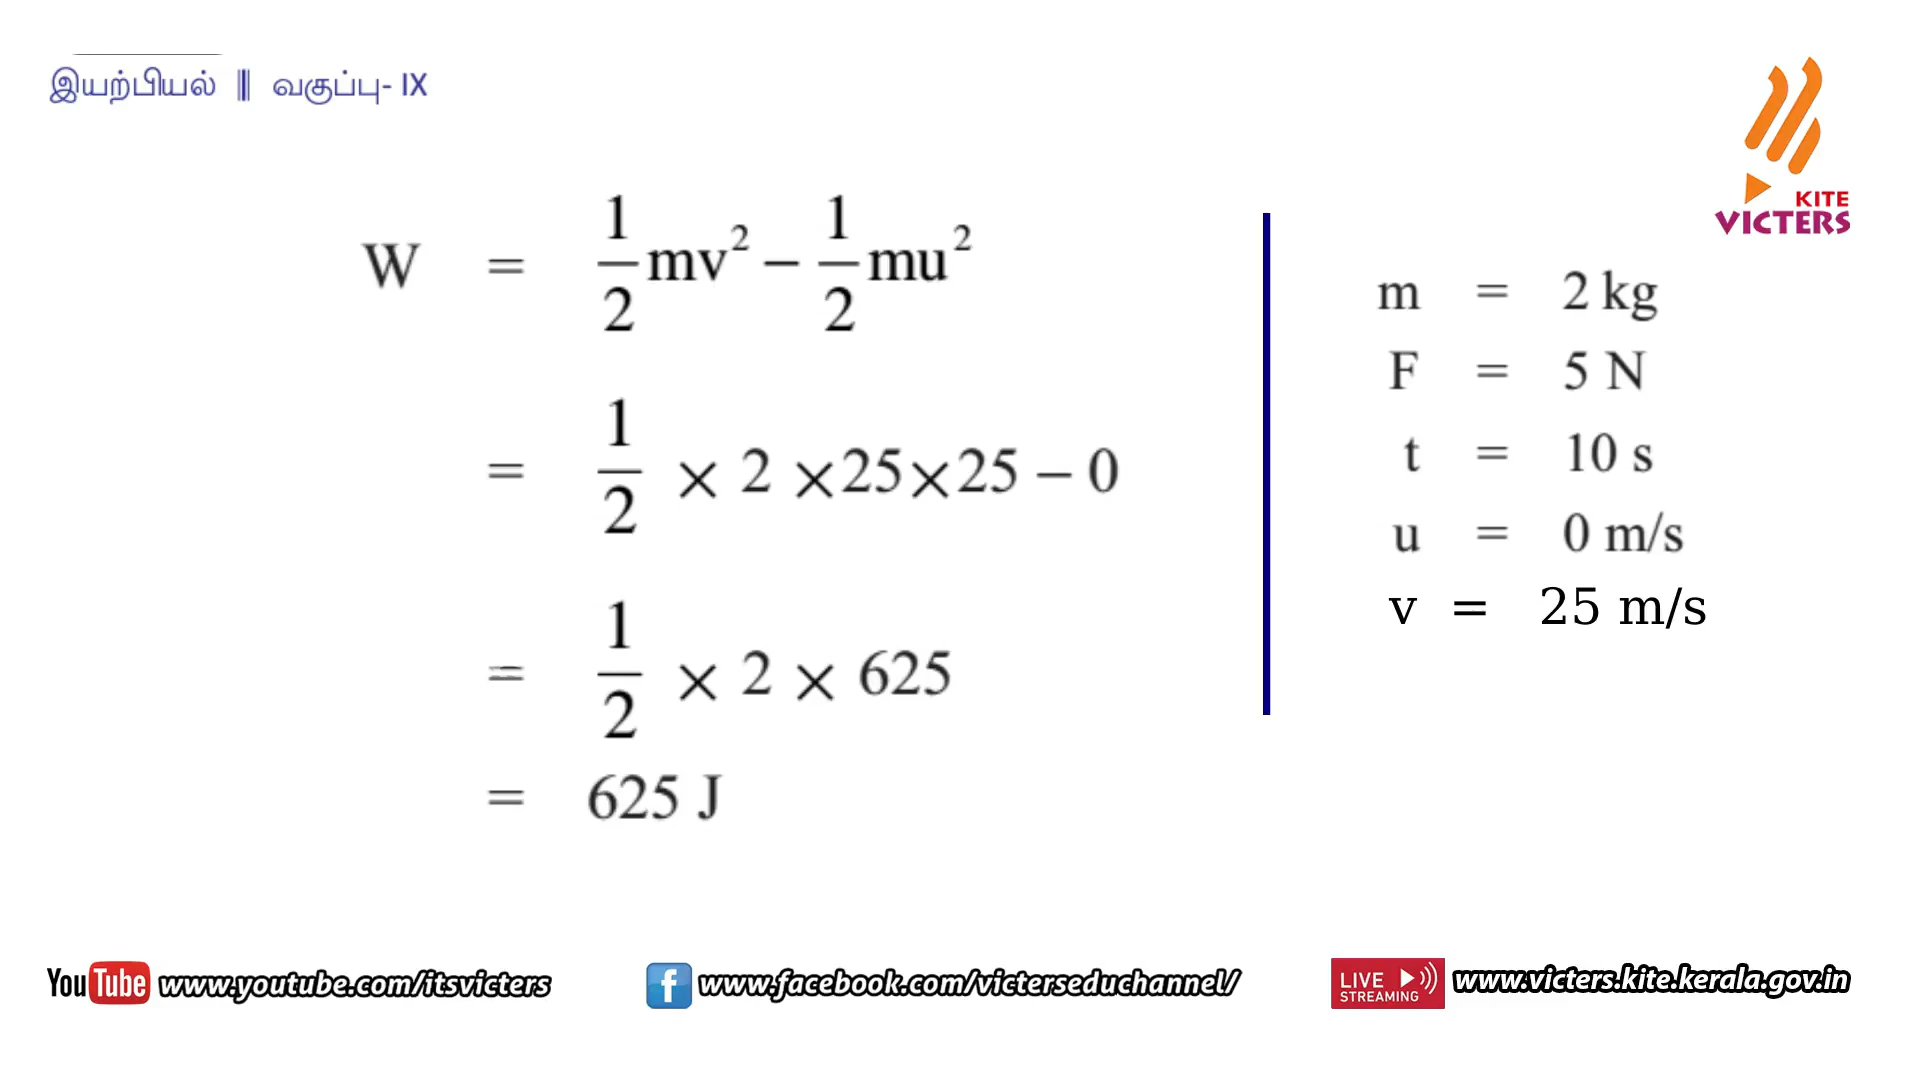 இயற்பியல் || வகுப்பு- IX
KITE
VICTERS
W = 1/2 mv² – 1/2 mu²
= 1/2 × 2 ×25×25 – 0
= 1/2 × 2 × 625
= 625 J
m = 2 kg
F = 5 N
t = 10 s
u = 0 m/s
v = 25 m/s
YouTube www.youtube.com/itsvicters
f www.facebook.com/victerseduchannel/
LIVE STREAMING www.victers.kite.kerala.gov.in